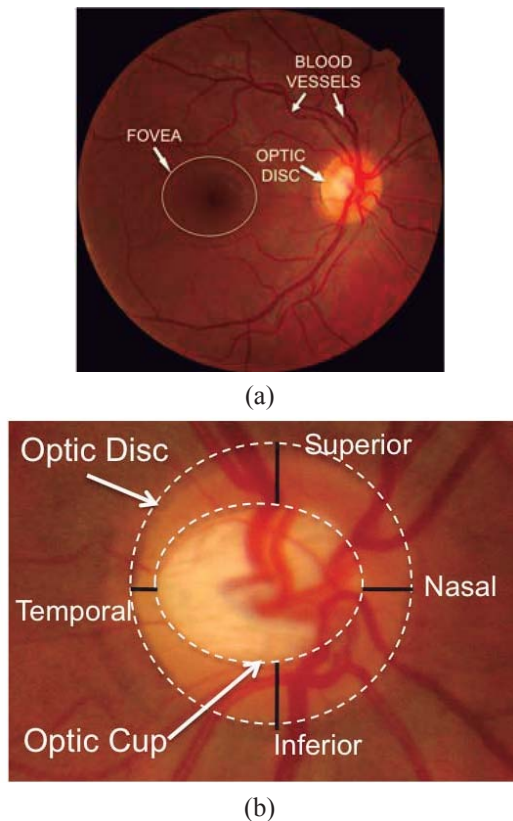 BLOOD
VESSELS
FOVEA
OPTIC
DISC
(a)
Optic Disc
Superior
Temporal
Nasal
Optic Cup
Inferior
(b)